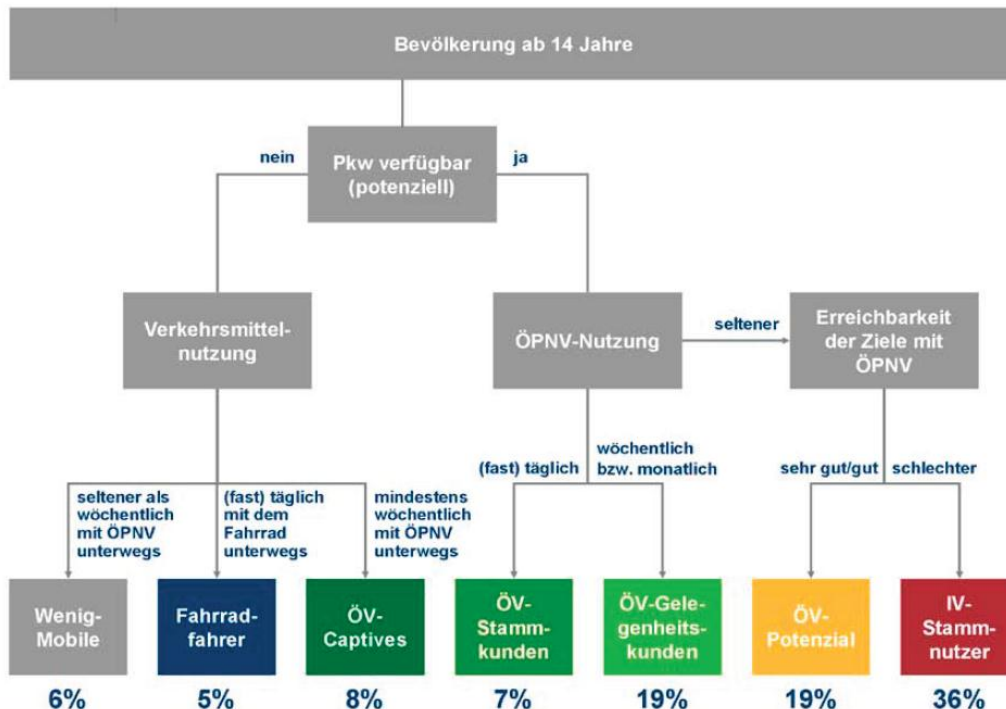 Bevölkerung ab 14 Jahre
nein
Pkw verfügbar
(potenziell)
ja
Verkehrsmittel-
nutzung
ÖPNV-Nutzung
seltener
Erreichbarkeit
der Ziele mit
ÖPNV
seltener als
wöchentlich
mit ÖPNV
unterwegs
(fast) täglich
mit dem
Fahrrad
unterwegs
mindestens
wöchentlich
mit ÖPNV
unterwegs
(fast) täglich
wöchentlich
bzw. monatlich
sehr gut/gut
schlechter
Wenig-
Mobile
Fahrrad-
fahrer
ÖV-
Captives
ÖV-
Stamm-
kunden
ÖV-Gele-
genheits-
kunden
ÖV-
Potenzial
IV-
Stamm-
nutzer
6%
5%
8%
7%
19%
19%
36%